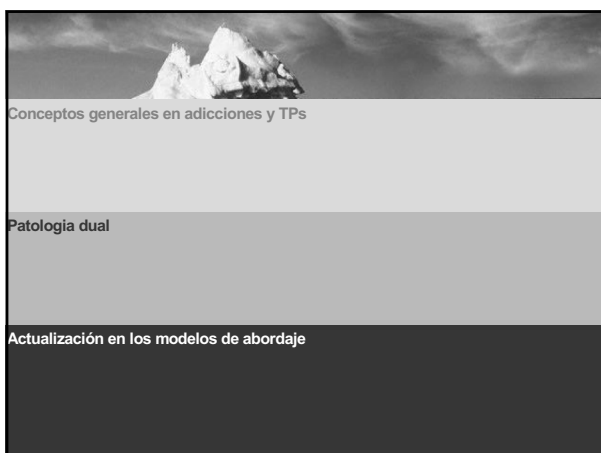 Conceptos generales en adicciones y TPs
Patologia dual
Actualización en los modelos de abordaje